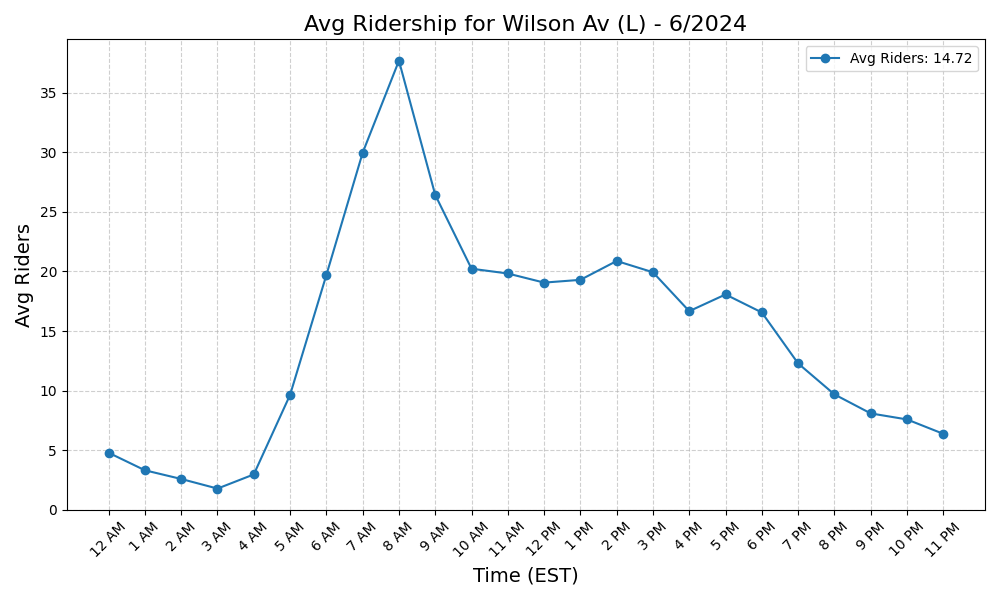 Avg Ridership for Wilson Av (L) - 6/2024
Avg Riders: 14.72
Avg Riders
35
30
25
20
15
10
5
0
12 AM
1 AM
2 AM
3 AM
4 AM
5 AM
6 AM
7 AM
8 AM
9 AM
10 AM
11 AM
12 PM
1 PM
2 PM
3 PM
4 PM
5 PM
6 PM
7 PM
8 PM
9 PM
10 PM
11 PM
Time (EST)